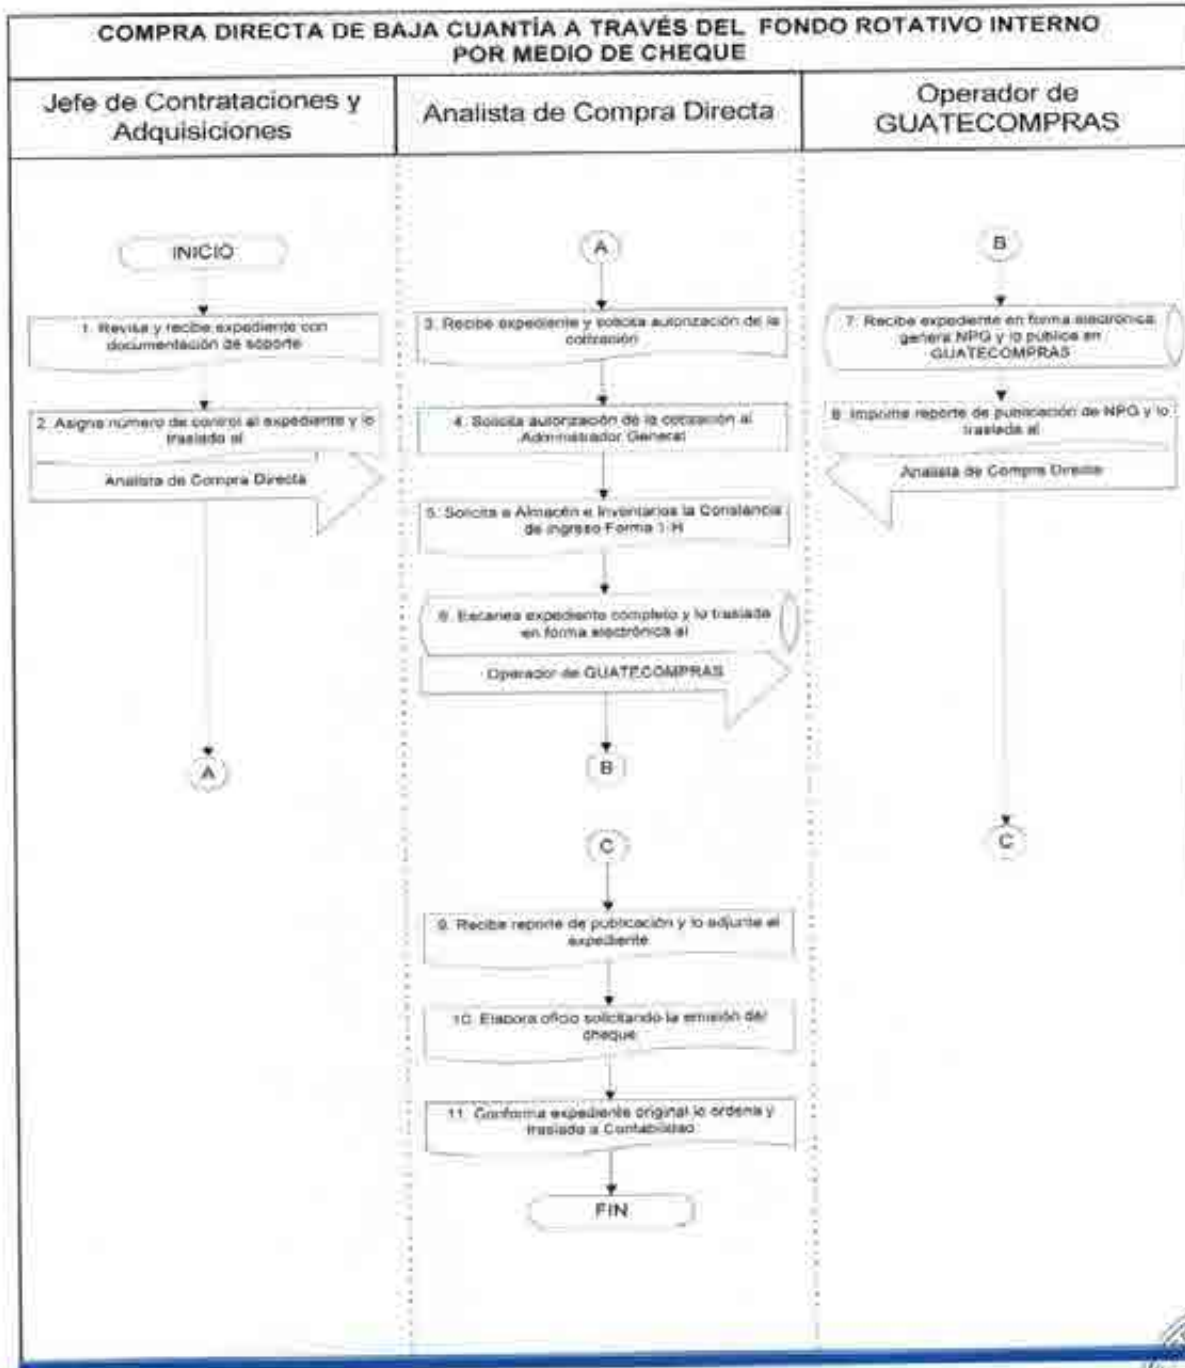 COMPRA DIRECTA DE BAJA CUANTÍA A TRAVÉS DEL FONDO ROTATIVO INTERNO
POR MEDIO DE CHEQUE
Jefe de Contrataciones y
Adquisiciones
Analista de Compra Directa
Operador de
GUATECOMPRAS
INICIO
1. Revisa y recibe expediente con
documentación de soporte
2. Asigna número de control al expediente y lo
traslada al
Analista de Compra Directa
A
A
3. Recibe expediente y solicita autorización de la
cotización
4. Solicita autorización de la cotización al
Administrador General
5. Solicita a Almacén e Inventarios la Constancia
de ingreso Forma 1-H
6. Escanea expediente completo y lo traslada
en forma electrónica al
Operador de GUATECOMPRAS
B
B
7. Recibe expediente en forma electrónica,
genera NPG y lo publica en
GUATECOMPRAS
8. Imprime reporte de publicación de NPG y lo
traslada al
Analista de Compra Directa
C
C
9. Recibe reporte de publicación y lo adjunta al
expediente
10. Elabora oficio solicitando la emisión del
cheque
11. Conforma expediente original lo ordena y
traslada a Contabilidad
FIN